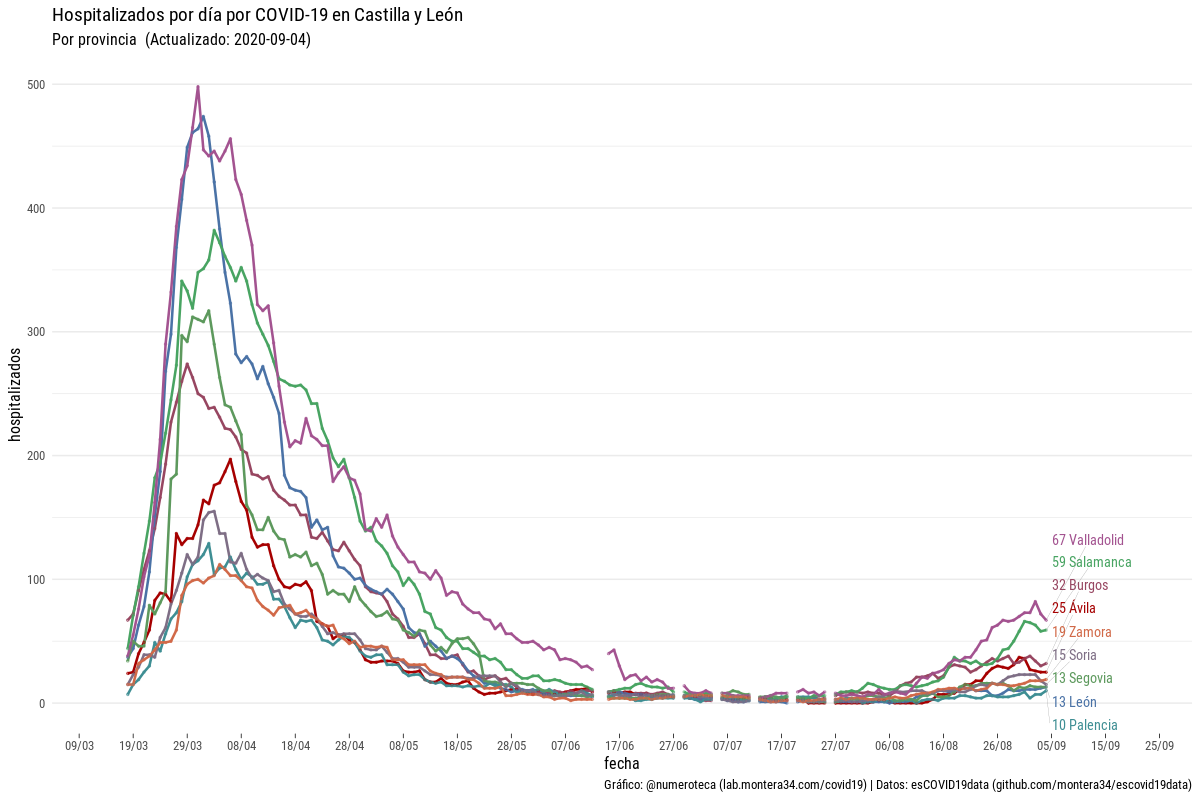 Hospitalizados por día por COVID-19 en Castilla y León
Por provincia (Actualizado: 2020-09-04)
hospitalizados
500
400
300
200
100
0
67 Valladolid
59 Salamanca
32 Burgos
25 Ávila
19 Zamora
15 Soria
13 Segovia
13 León
10 Palencia
09/03 19/03 29/03 08/04 18/04 28/04 08/05 18/05 28/05 07/06 17/06 27/06 07/07 17/07 27/07 06/08 16/08 26/08 05/09 15/09 25/09
fecha
Gráfico: @numeroteca (lab.montera34.com/covid19) | Datos: esCOVID19data (github.com/montera34/escovid19data)